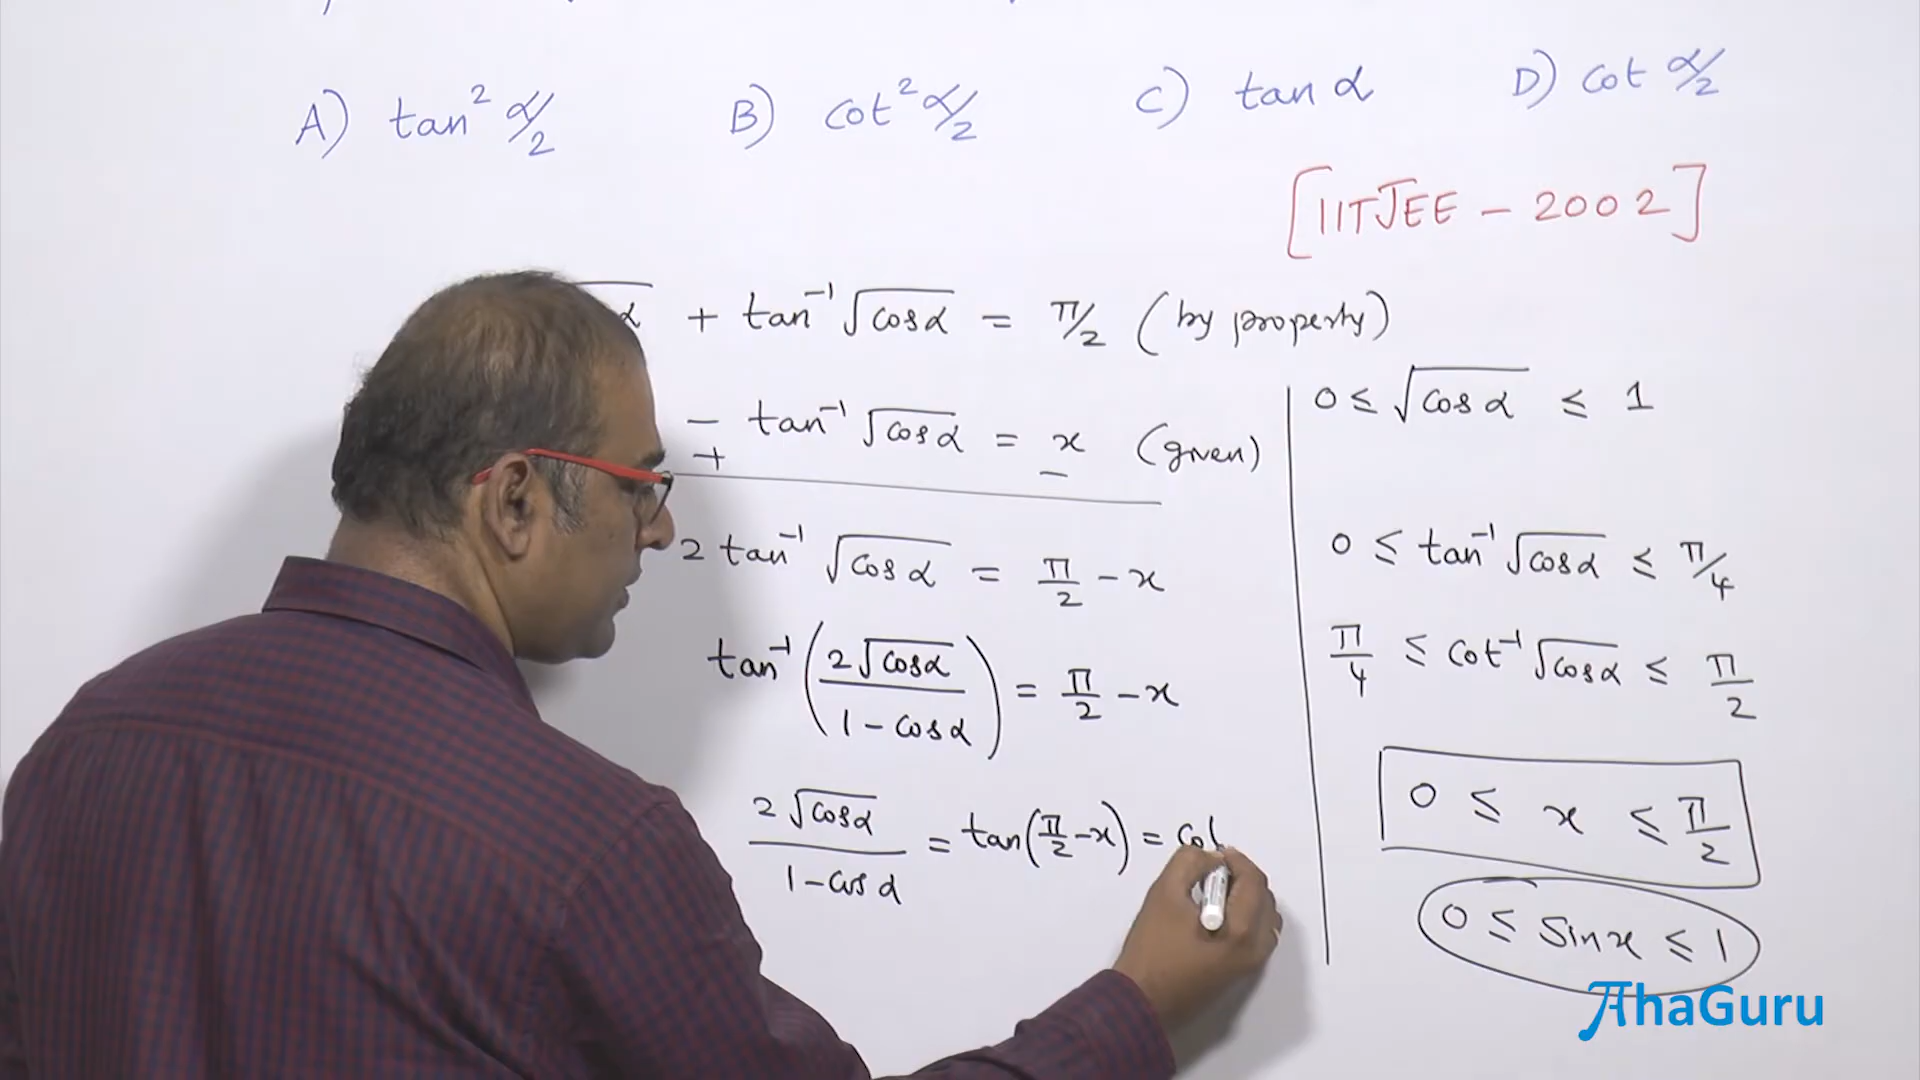 A) tan² α/2 B) cot² α/2 C) tan α D) cot α/2
[IITJEE - 2002]
α + tan⁻¹ √cos α = π/2 (by property)
- tan⁻¹ √cos α = x (given)
+ −
2 tan⁻¹ √cos α = π/2 - x
tan⁻¹ (2√cos α / 1 - cos α) = π/2 - x
2√cos α / 1 - cos α = tan(π/2 - x) = cot
0 ≤ √cos α ≤ 1
0 ≤ tan⁻¹ √cos α ≤ π/4
π/4 ≤ cot⁻¹ √cos α ≤ π/2
0 ≤ x ≤ π/2
0 ≤ sin x ≤ 1
AhaGuru